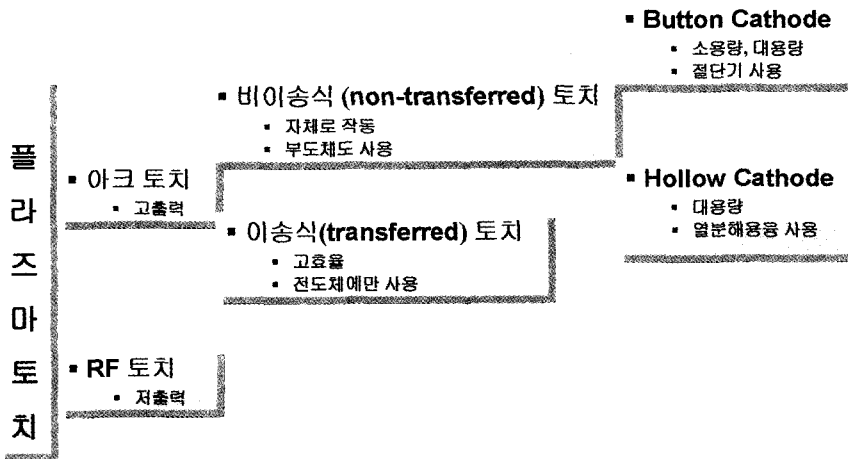 플라즈마토치
▪ 아크 토치
▪ 고출력
▪ RF 토치
▪ 저출력
▪ 비이송식 (non-transferred) 토치
▪ 자체로 작동
▪ 부도체도 사용
▪ 이송식(transferred) 토치
▪ 고효율
▪ 전도체에만 사용
▪ Button Cathode
▪ 소용량, 대용량
▪ 절단기 사용
▪ Hollow Cathode
▪ 대용량
▪ 열분해용융 사용